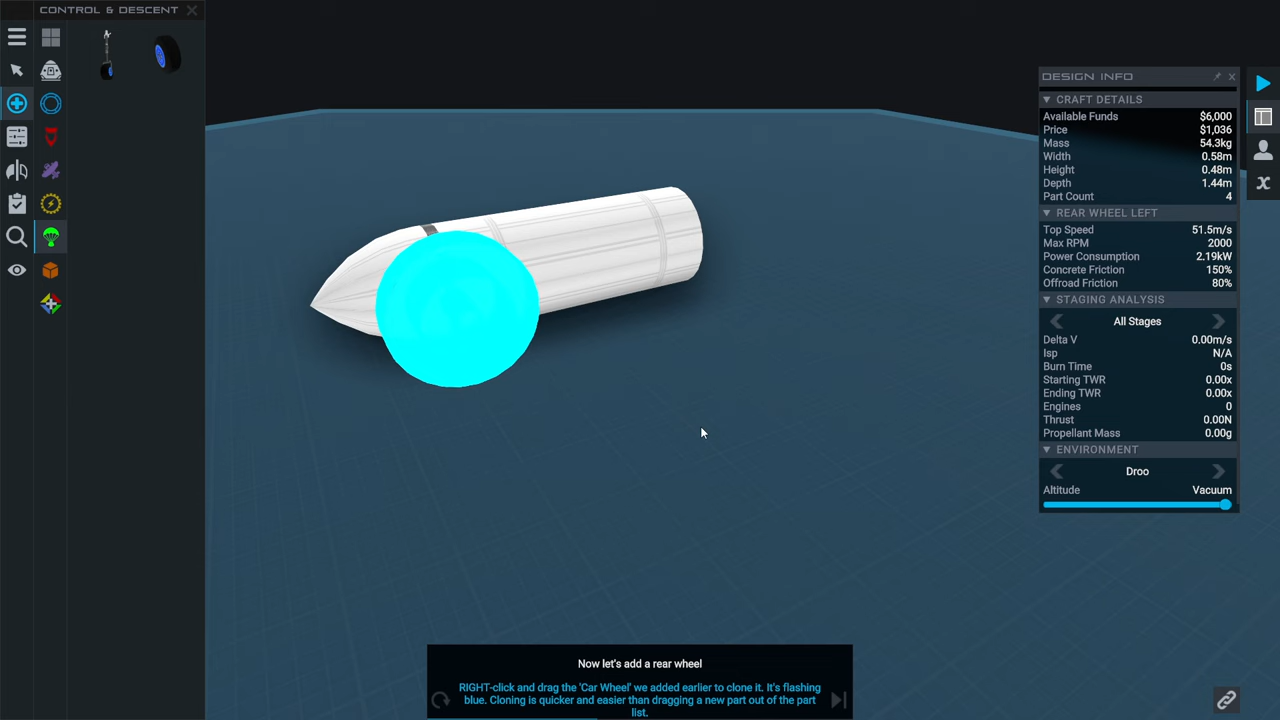 CONTROL & DESCENT
DESIGN INFO
CRAFT DETAILS
Available Funds $6,000
Price $1,036
Mass 54.3kg
Width 0.58m
Height 0.48m
Depth 1.44m
Part Count 4
REAR WHEEL LEFT
Top Speed 51.5m/s
Max RPM 2000
Power Consumption 2.19kW
Concrete Friction 150%
Offroad Friction 80%
STAGING ANALYSIS
All Stages
Delta V 0.00m/s
Isp N/A
Burn Time 0s
Starting TWR 0.00x
Ending TWR 0.00x
Engines 0
Thrust 0.00N
Propellant Mass 0.00g
ENVIRONMENT
Droo
Altitude Vacuum
Now let's add a rear wheel
RIGHT-click and drag the 'Car Wheel' we added earlier to clone it. It's flashing
blue. Cloning is quicker and easier than dragging a new part out of the part
list.